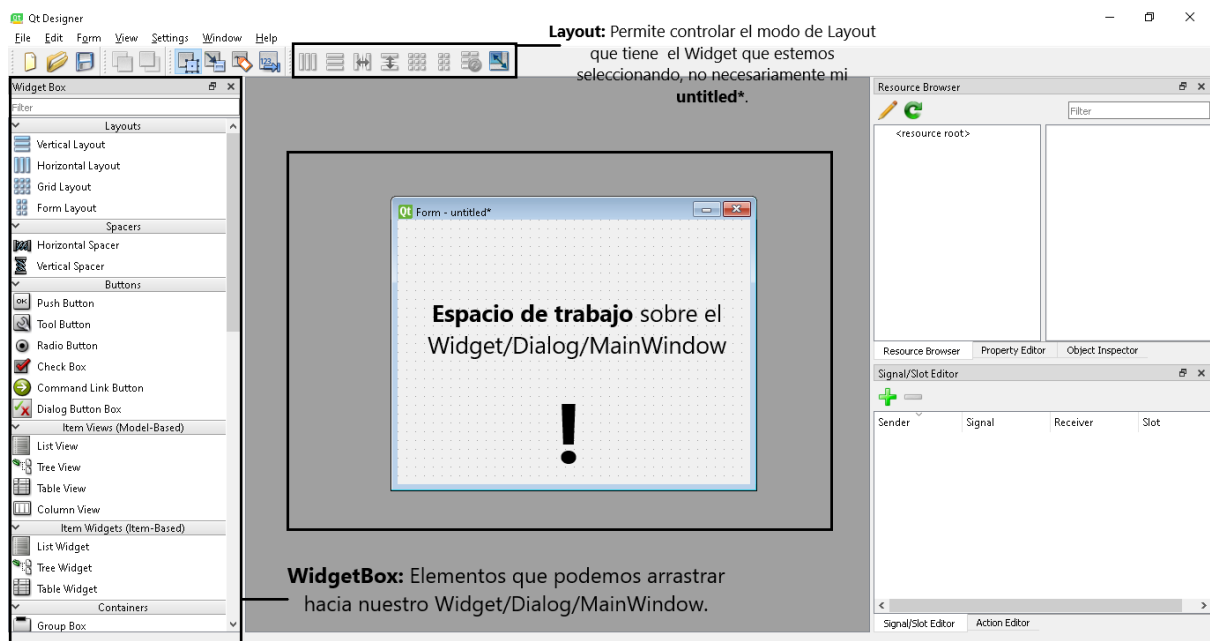 Qt Designer
File Edit Form View Settings Window Help
Layout: Permite controlar el modo de Layout
que tiene el Widget que estemos
seleccionando, no necesariamente mi
untitled*.
Widget Box
Filter
Layouts
Vertical Layout
Horizontal Layout
Grid Layout
Form Layout
Spacers
Horizontal Spacer
Vertical Spacer
Buttons
OK Push Button
Tool Button
Radio Button
Check Box
Command Link Button
Dialog Button Box
Item Views (Model-Based)
List View
Tree View
Table View
Column View
Item Widgets (Item-Based)
List Widget
Tree Widget
Table Widget
Containers
Group Box
Qt Form - untitled*
Espacio de trabajo sobre el
Widget/Dialog/MainWindow
!
WidgetBox: Elementos que podemos arrastrar
hacia nuestro Widget/Dialog/MainWindow.
Resource Browser
Filter
<resource root>
Resource Browser Property Editor Object Inspector
Signal/Slot Editor
Sender Signal Receiver Slot
Signal/Slot Editor Action Editor